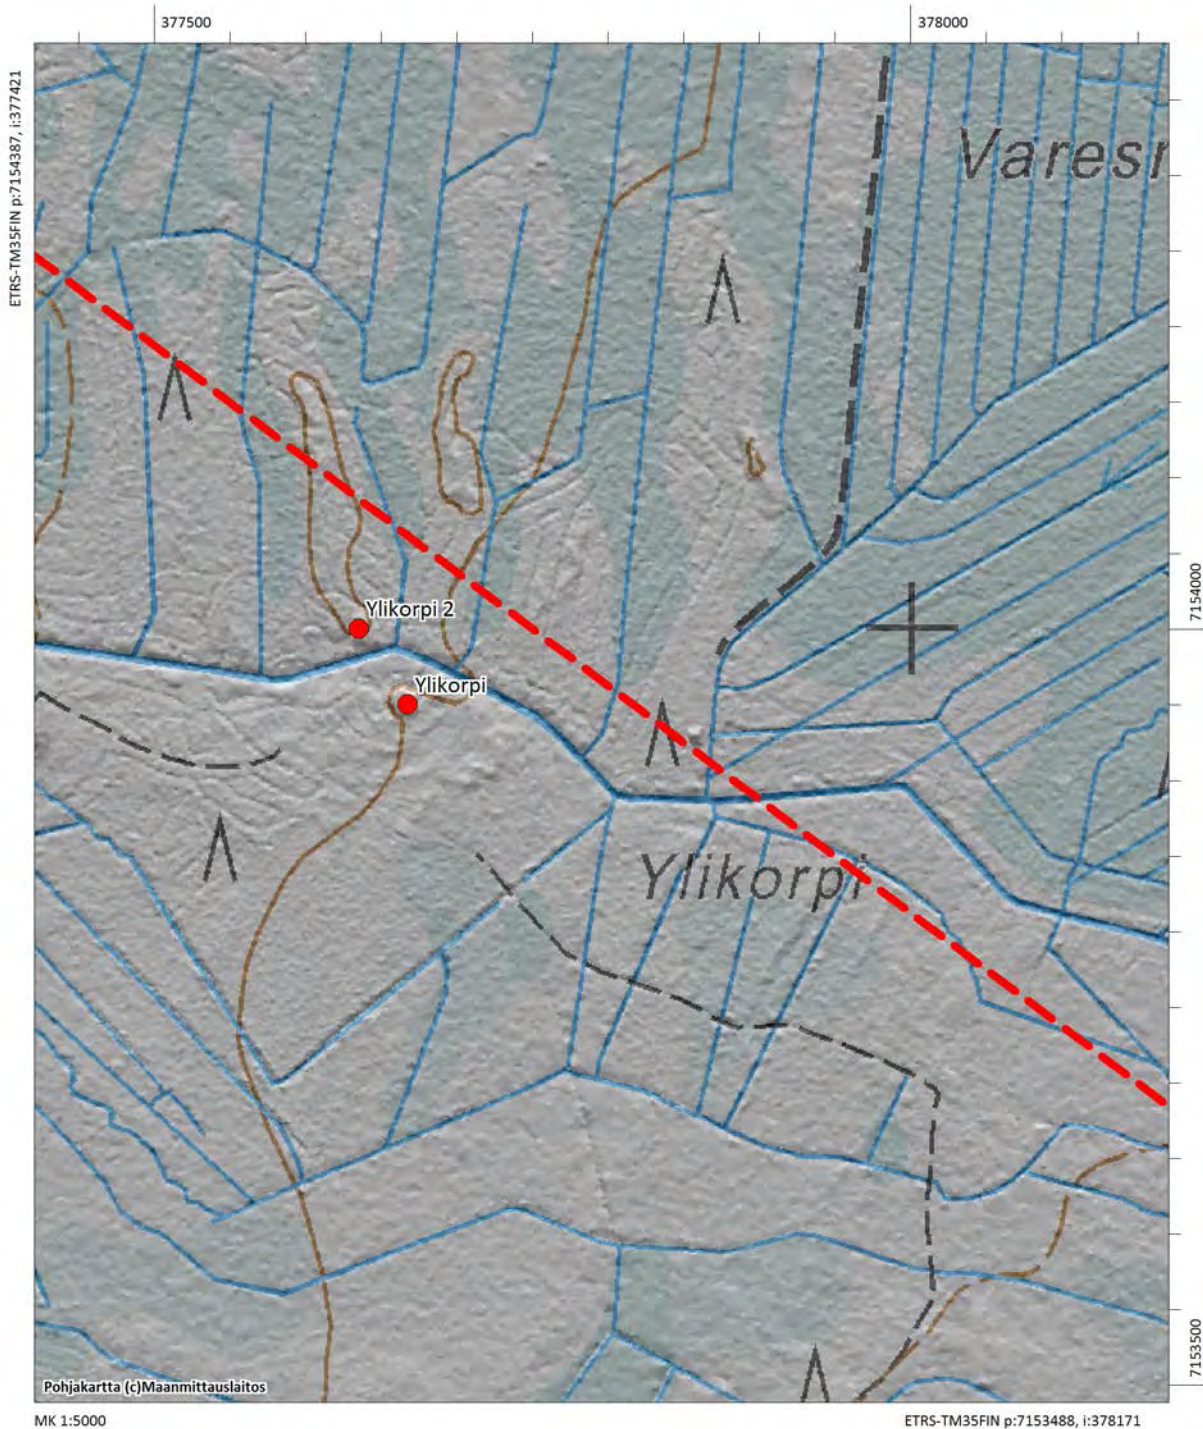 377500
378000
ETRS-TM35FIN p:7154387, i:377421
Varesr
Ylikorpi 2
7154000
Ylikorpi
Ylikorpi
7153500
Pohjakartta (c)Maanmittauslaitos
MK 1:5000
ETRS-TM35FIN p:7153488, i:378171